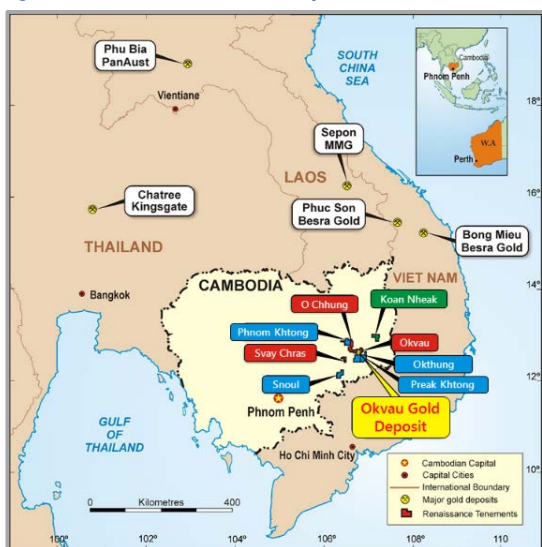 Phu Bia
PanAust
SOUTH
CHINA
SEA
Cambodia
Phnom Penh
W.A
Perth
Vientiane
18°
Sepon
MMG
LAOS
16°
Chatree
Kingsgate
Phuc Son
Besra Gold
Bong Mieu
Besra Gold
THAILAND
VIET NAM
CAMBODIA
14°
Bangkok
O Chhung
Koan Nheak
Phnom Khtong
Okvau
Svay Chras
Okthung
Snoul
Preak Khtong
12°
Phnom Penh
Okvau Gold
Deposit
GULF
OF
THAILAND
Ho Chi Minh City
10°
Cambodian Capital
Capital Cities
International Boundary
Major gold deposits
Renaissance Tenements
Kilometres
0
200
400
100°
102°
104°
106°
108°
110